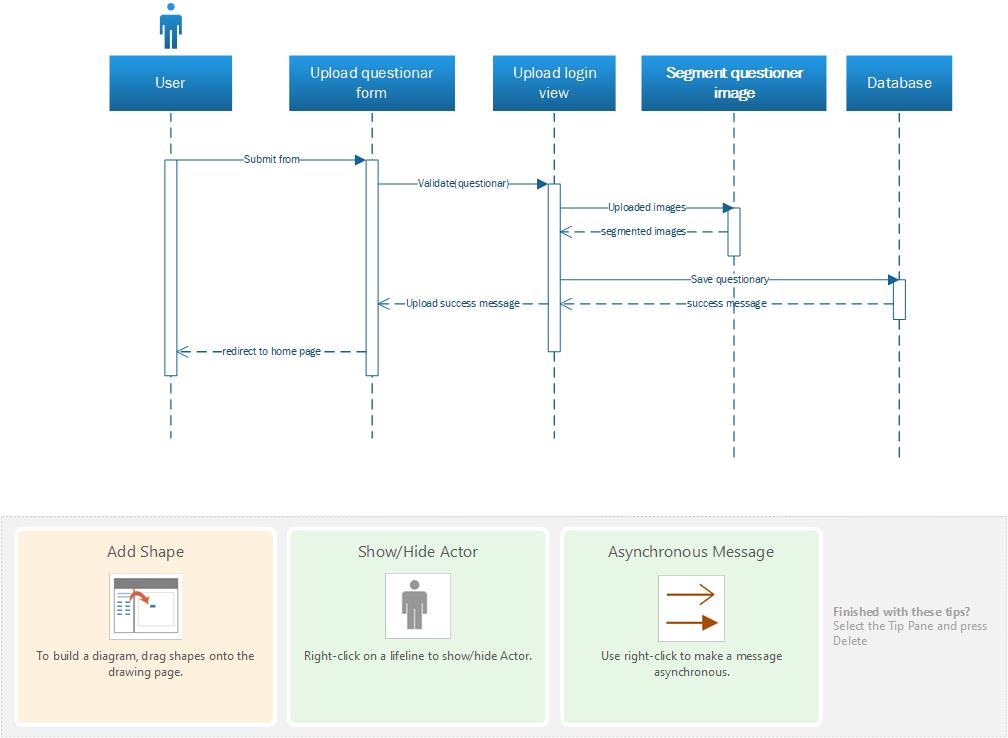 User
Upload questionar
form
Upload login
view
Segment questioner
image
Database
Submit from
Validate(questionar)
Uploaded images
segmented images
Save questionary
Upload success message
success message
redirect to home page
Add Shape
To build a diagram, drag shapes onto the
drawing page.
Show/Hide Actor
Right-click on a lifeline to show/hide Actor.
Asynchronous Message
Use right-click to make a message
asynchronous.
Finished with these tips?
Select the Tip Pane and press
Delete